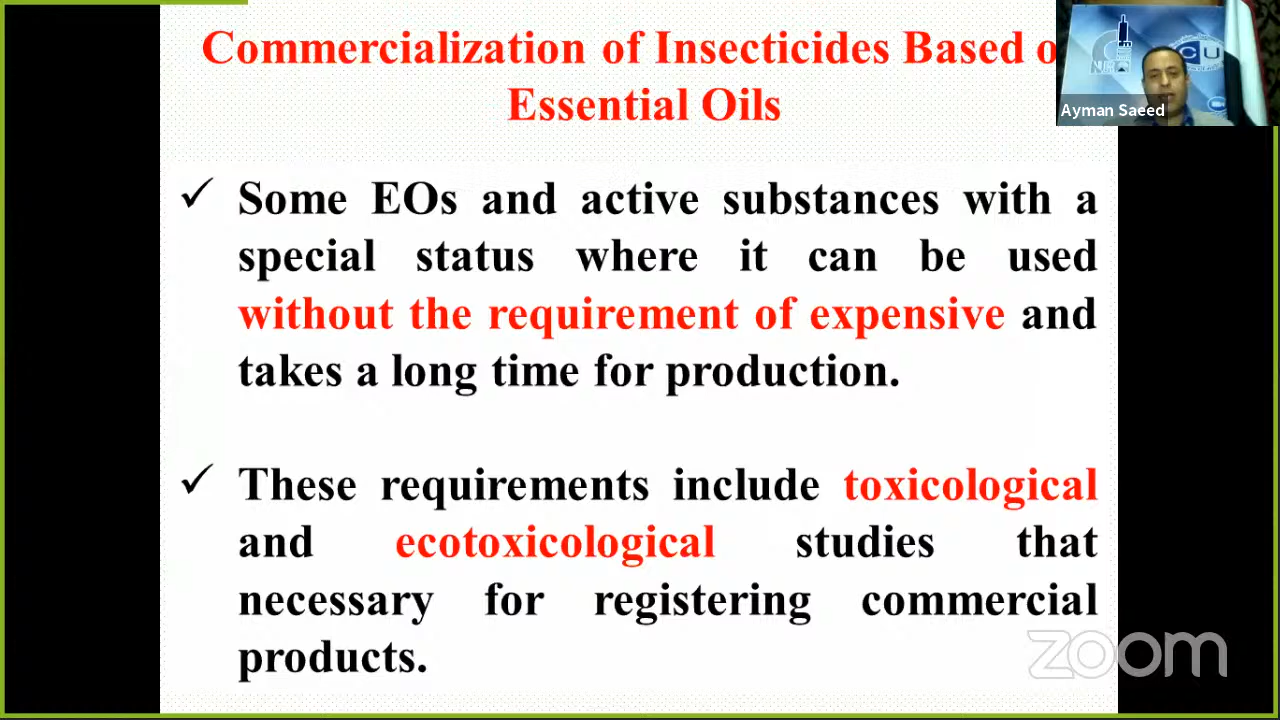 Commercialization of Insecticides Based o
Essential Oils
Ayman Saeed
CU
✓ Some EOs and active substances with a
special status where it can be used
without the requirement of expensive and
takes a long time for production.
✓ These requirements include toxicological
and ecotoxicological studies that
necessary for registering commercial
products.
zoom